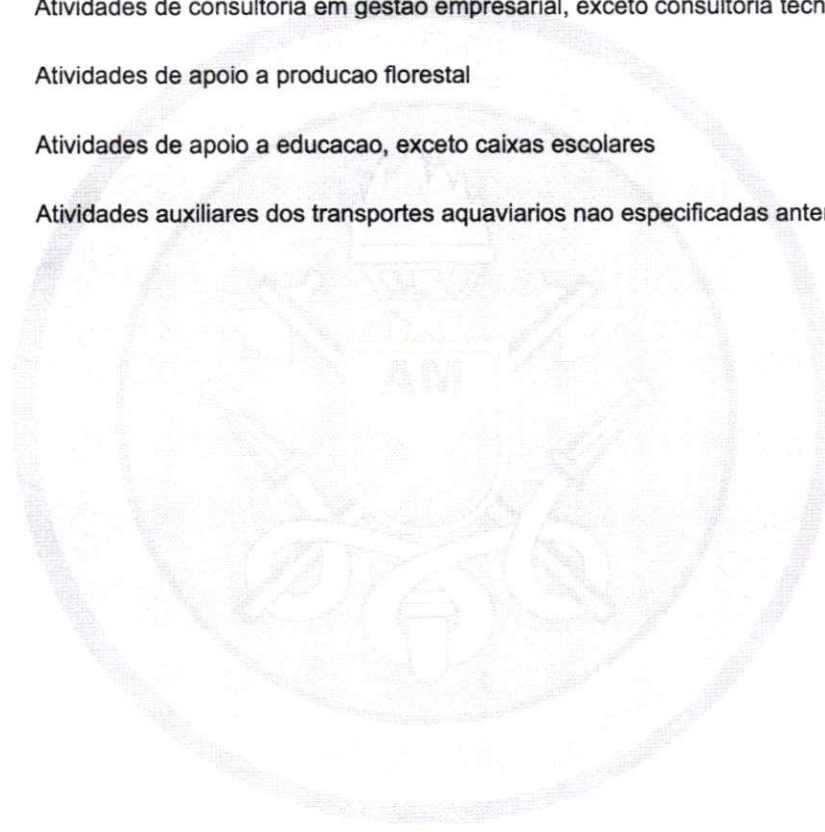 Atividades de consultoria em gestão empresarial, exceto consultoria
Atividades de apoio a producao florestal
Atividades de apoio a educacao, exceto caixas escolares
Atividades auxiliares dos transportes aquaviarios nao especificadas
AM